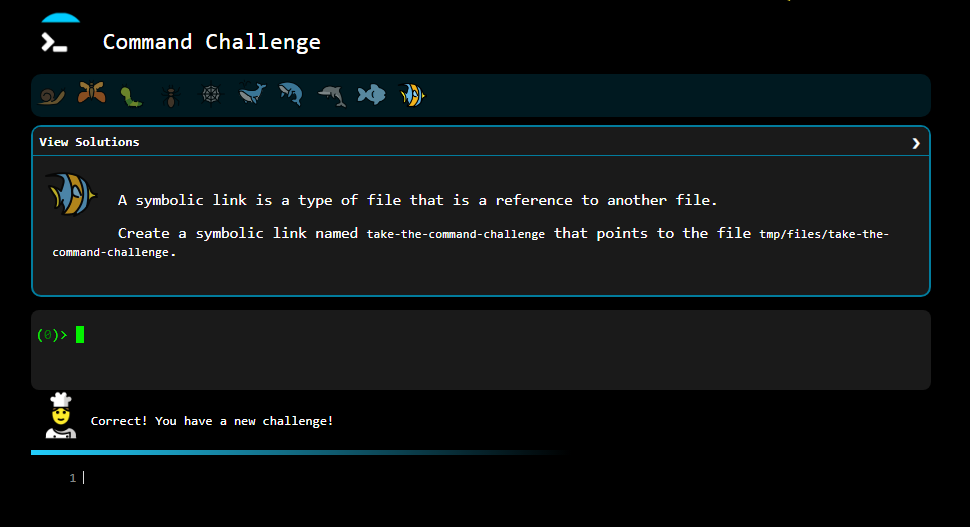 Command Challenge
View Solutions
A symbolic link is a type of file that is a reference to another file.
Create a symbolic link named take-the-command-challenge that points to the file tmp/files/take-the-
command-challenge.
(0)>
Correct! You have a new challenge!
1